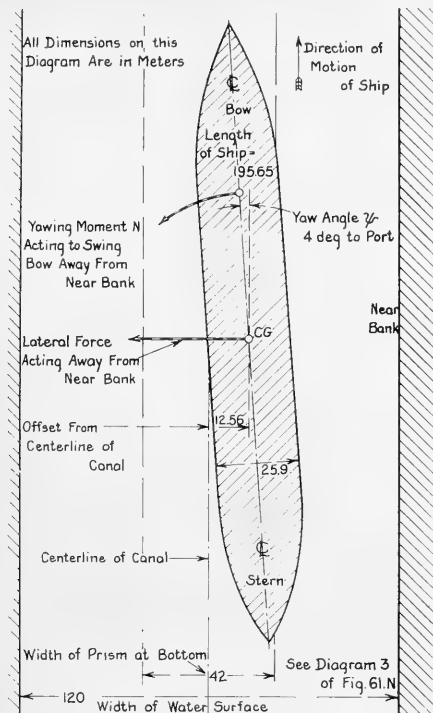 All Dimensions on this
Diagram Are in Meters
Direction of
Motion
of Ship
℄
Bow
Length
of Ship=
195.65
Yawing Moment N
Acting to Swing
Bow Away From
Near Bank
Yaw Angle ψ
4 deg to Port
Near
Bank
CG
Lateral Force
Acting Away From
Near Bank
12.56
Offset From
Centerline of
Canal
25.9
℄
Centerline of Canal
Stern
Width of Prism at Bottom
42
See Diagram 3
of Fig.61.N
120
Width of Water Surface